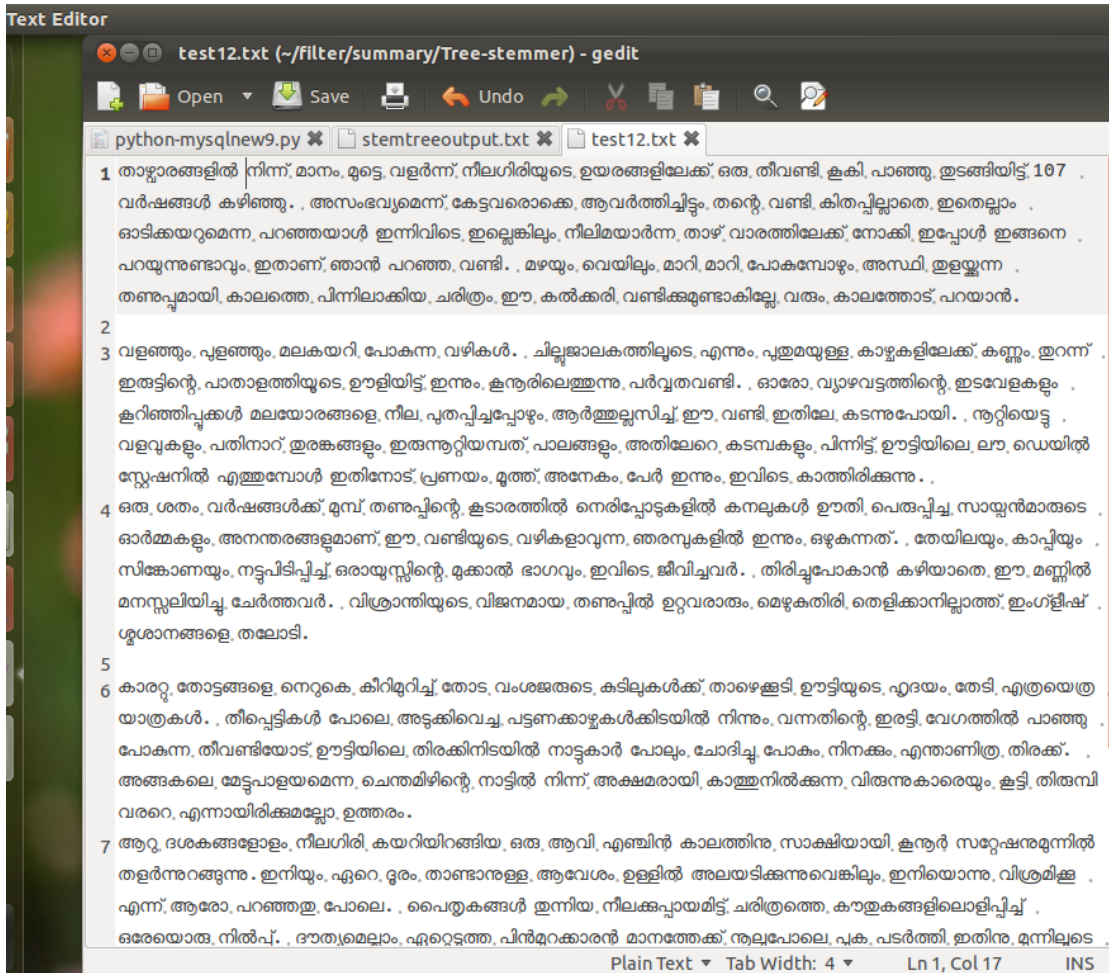 Text Editor
test12.txt (~/filter/summary/Tree-stemmer) - gedit
Open Save Undo
python-mysqlnew9.py stemtreeoutput.txt test12.txt
1 താഴ്വാരങ്ങളിൽ നിന്ന് മാനം മുട്ടെ വളർന്ന് നീലഗിരിയുടെ ഉയരങ്ങളിലേക്ക് ഒരു തീവണ്ടി കൂകി പാഞ്ഞു തുടങ്ങിയിട്ട് 107
വർഷങ്ങൾ കഴിഞ്ഞു. അസംഭവ്യമെന്ന് കേട്ടവരൊക്കെ ആവർത്തിച്ചിട്ടും തന്റെ വണ്ടി കിതപ്പില്ലാതെ ഇതെല്ലാം
ഓടിക്കയറുമെന്ന പറഞ്ഞയാൾ ഇന്നിവിടെ ഇല്ലെങ്കിലും നീലിമയാർന്ന താഴ് വാരത്തിലേക്ക് നോക്കി ഇപ്പോൾ ഇങ്ങനെ
പറയുന്നുണ്ടാവും ഇതാണ് ഞാൻ പറഞ്ഞ വണ്ടി. മഴയും വെയിലും മാറി മാറി പോകുമ്പോഴും അസ്ഥി തുളയ്ക്കുന്ന
തണുപ്പുമായി കാലത്തെ പിന്നിലാക്കിയ ചരിത്രം ഈ കൽക്കരി വണ്ടിക്കുമുണ്ടാകില്ലേ വരും കാലത്തോട് പറയാൻ.
2
3 വളഞ്ഞും പുളഞ്ഞും മലകയറി പോകുന്ന വഴികൾ. ചില്ലുജാലകത്തിലൂടെ എന്നും പുതുമയുള്ള കാഴ്ചകളിലേക്ക് കണ്ണും തുറന്ന്
ഇരുട്ടിന്റെ പാതാളത്തിയൂടെ ഊളിയിട്ട് ഇന്നും കൂനൂരിലെത്തുന്നു പർവ്വതവണ്ടി. ഓരോ വ്യാഴവട്ടത്തിന്റെ ഇടവേളകളും
കുറിഞ്ഞിപ്പൂക്കൾ മലയോരങ്ങളെ നീല പുതപ്പിച്ചപ്പോഴും ആർത്തുല്ലസിച്ച് ഈ വണ്ടി ഇതിലേ കടന്നുപോയി. നൂറ്റിയെട്ടു
വളവുകളും പതിനാറ് തുരങ്കങ്ങളും ഇരുന്നൂറ്റിയമ്പത് പാലങ്ങളും അതിലേറെ കടമ്പകളും പിന്നിട്ട് ഊട്ടിയിലെ ലൗ ഡെയിൽ
സ്റ്റേഷനിൽ എത്തുമ്പോൾ ഇതിനോട് പ്രണയം മൂത്ത് അനേകം പേർ ഇന്നും ഇവിടെ കാത്തിരിക്കുന്നു.
4 ഒരു ശതം വർഷങ്ങൾക്ക് മുമ്പ് തണുപ്പിന്റെ കൂടാരത്തിൽ നെരിപ്പോടുകളിൽ കനലുകൾ ഊതി പെരുപ്പിച്ച സായ്പൻമാരുടെ
ഓർമ്മകളും അനന്തരങ്ങളുമാണ് ഈ വണ്ടിയുടെ വഴികളാവുന്ന ഞരമ്പുകളിൽ ഇന്നും ഒഴുകുന്നത്. തേയിലയും കാപ്പിയും
സിങ്കോണയും നട്ടുപിടിപ്പിച്ച് ഒരായുസ്സിന്റെ മുക്കാൽ ഭാഗവും ഇവിടെ ജീവിച്ചവർ. തിരിച്ചുപോകാൻ കഴിയാതെ ഈ മണ്ണിൽ
മനസ്സലിയിച്ചു ചേർത്തവർ. വിശ്രാന്തിയുടെ വിജനമായ തണുപ്പിൽ ഉറ്റവരാരും മെഴുകുതിരി തെളിക്കാനില്ലാത്ത് ഇംഗ്ളീഷ്
ശ്മശാനങ്ങളെ തലോടി.
5
6 കാരറ്റു തോട്ടങ്ങളെ നെറുകെ കീറിമുറിച്ച് തോട വംശജരുടെ കുടിലുകൾക്ക് താഴെക്കൂടി ഊട്ടിയുടെ ഹൃദയം തേടി എത്രയെത്ര
യാത്രകൾ. തീപ്പെട്ടികൾ പോലെ അടുക്കിവെച്ച പട്ടണക്കാഴ്ചകൾക്കിടയിൽ നിന്നും വന്നതിന്റെ ഇരട്ടി വേഗത്തിൽ പാഞ്ഞു
പോകുന്ന തീവണ്ടിയോട് ഊട്ടിയിലെ തിരക്കിനിടയിൽ നാട്ടുകാർ പോലും ചോദിച്ചു പോകും നിനക്കും എന്താണിത്ര തിരക്ക്.
അങ്ങകലെ മേട്ടുപാളയമെന്ന ചെന്തമിഴിന്റെ നാട്ടിൽ നിന്ന് അക്ഷമരായി കാത്തുനിൽക്കുന്ന വിരുന്നുകാരെയും കൂട്ടി തിരുമ്പി
വരറെ എന്നായിരിക്കുമല്ലോ ഉത്തരം.
7 ആറു ദശകങ്ങളോളം നീലഗിരി കയറിയിറങ്ങിയ ഒരു ആവി എഞ്ചിൻ കാലത്തിനു സാക്ഷിയായി കൂനൂർ സറ്റേഷനുമുന്നിൽ
തളർന്നുറങ്ങുന്നു.ഇനിയും ഏറെ ദൂരം താണ്ടാനുള്ള ആവേശം ഉള്ളിൽ അലയടിക്കുന്നുവെങ്കിലും ഇനിയൊന്നു വിശ്രമിക്കൂ
എന്ന് ആരോ പറഞ്ഞതു പോലെ. പൈതൃകങ്ങൾ തുന്നിയ നീലക്കുപ്പായമിട്ട് ചരിത്രത്തെ കൗതുകങ്ങളിലൊളിപ്പിച്ച്
ഒരേയൊരു നിൽപ്. ദൗത്യമെല്ലാം ഏറ്റെടുത്ത പിൻമുറക്കാരൻ മാനത്തേക്ക് നൂലുപോലെ പുക പടർത്തി ഇതിനു മുന്നിലൂടെ
Plain Text Tab Width: 4 Ln 1, Col 17 INS